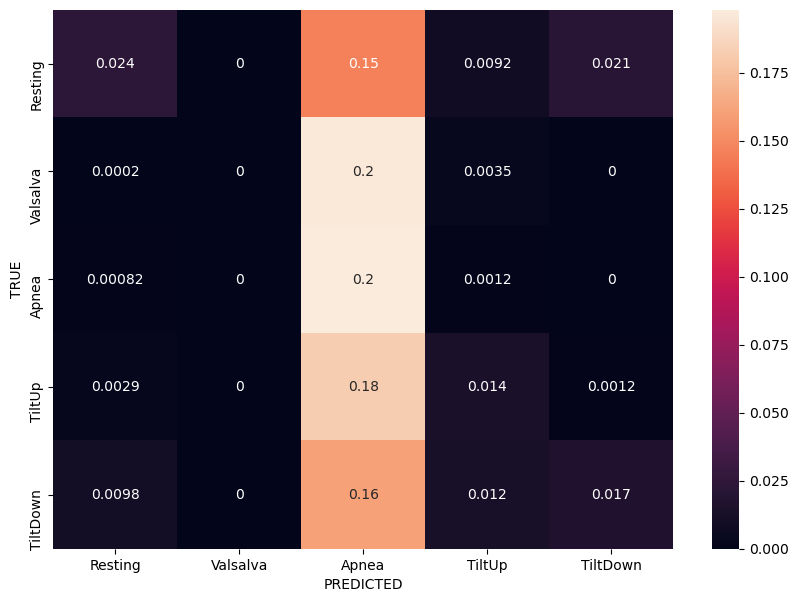 Resting 0.024 0 0.15 0.0092 0.021
Valsalva 0.0002 0 0.2 0.0035 0
Apnea 0.00082 0 0.2 0.0012 0
TiltUp 0.0029 0 0.18 0.014 0.0012
TiltDown 0.0098 0 0.16 0.012 0.017
TRUE
Resting Valsalva Apnea TiltUp TiltDown
PREDICTED
0.175
0.150
0.125
0.100
0.075
0.050
0.025
0.000